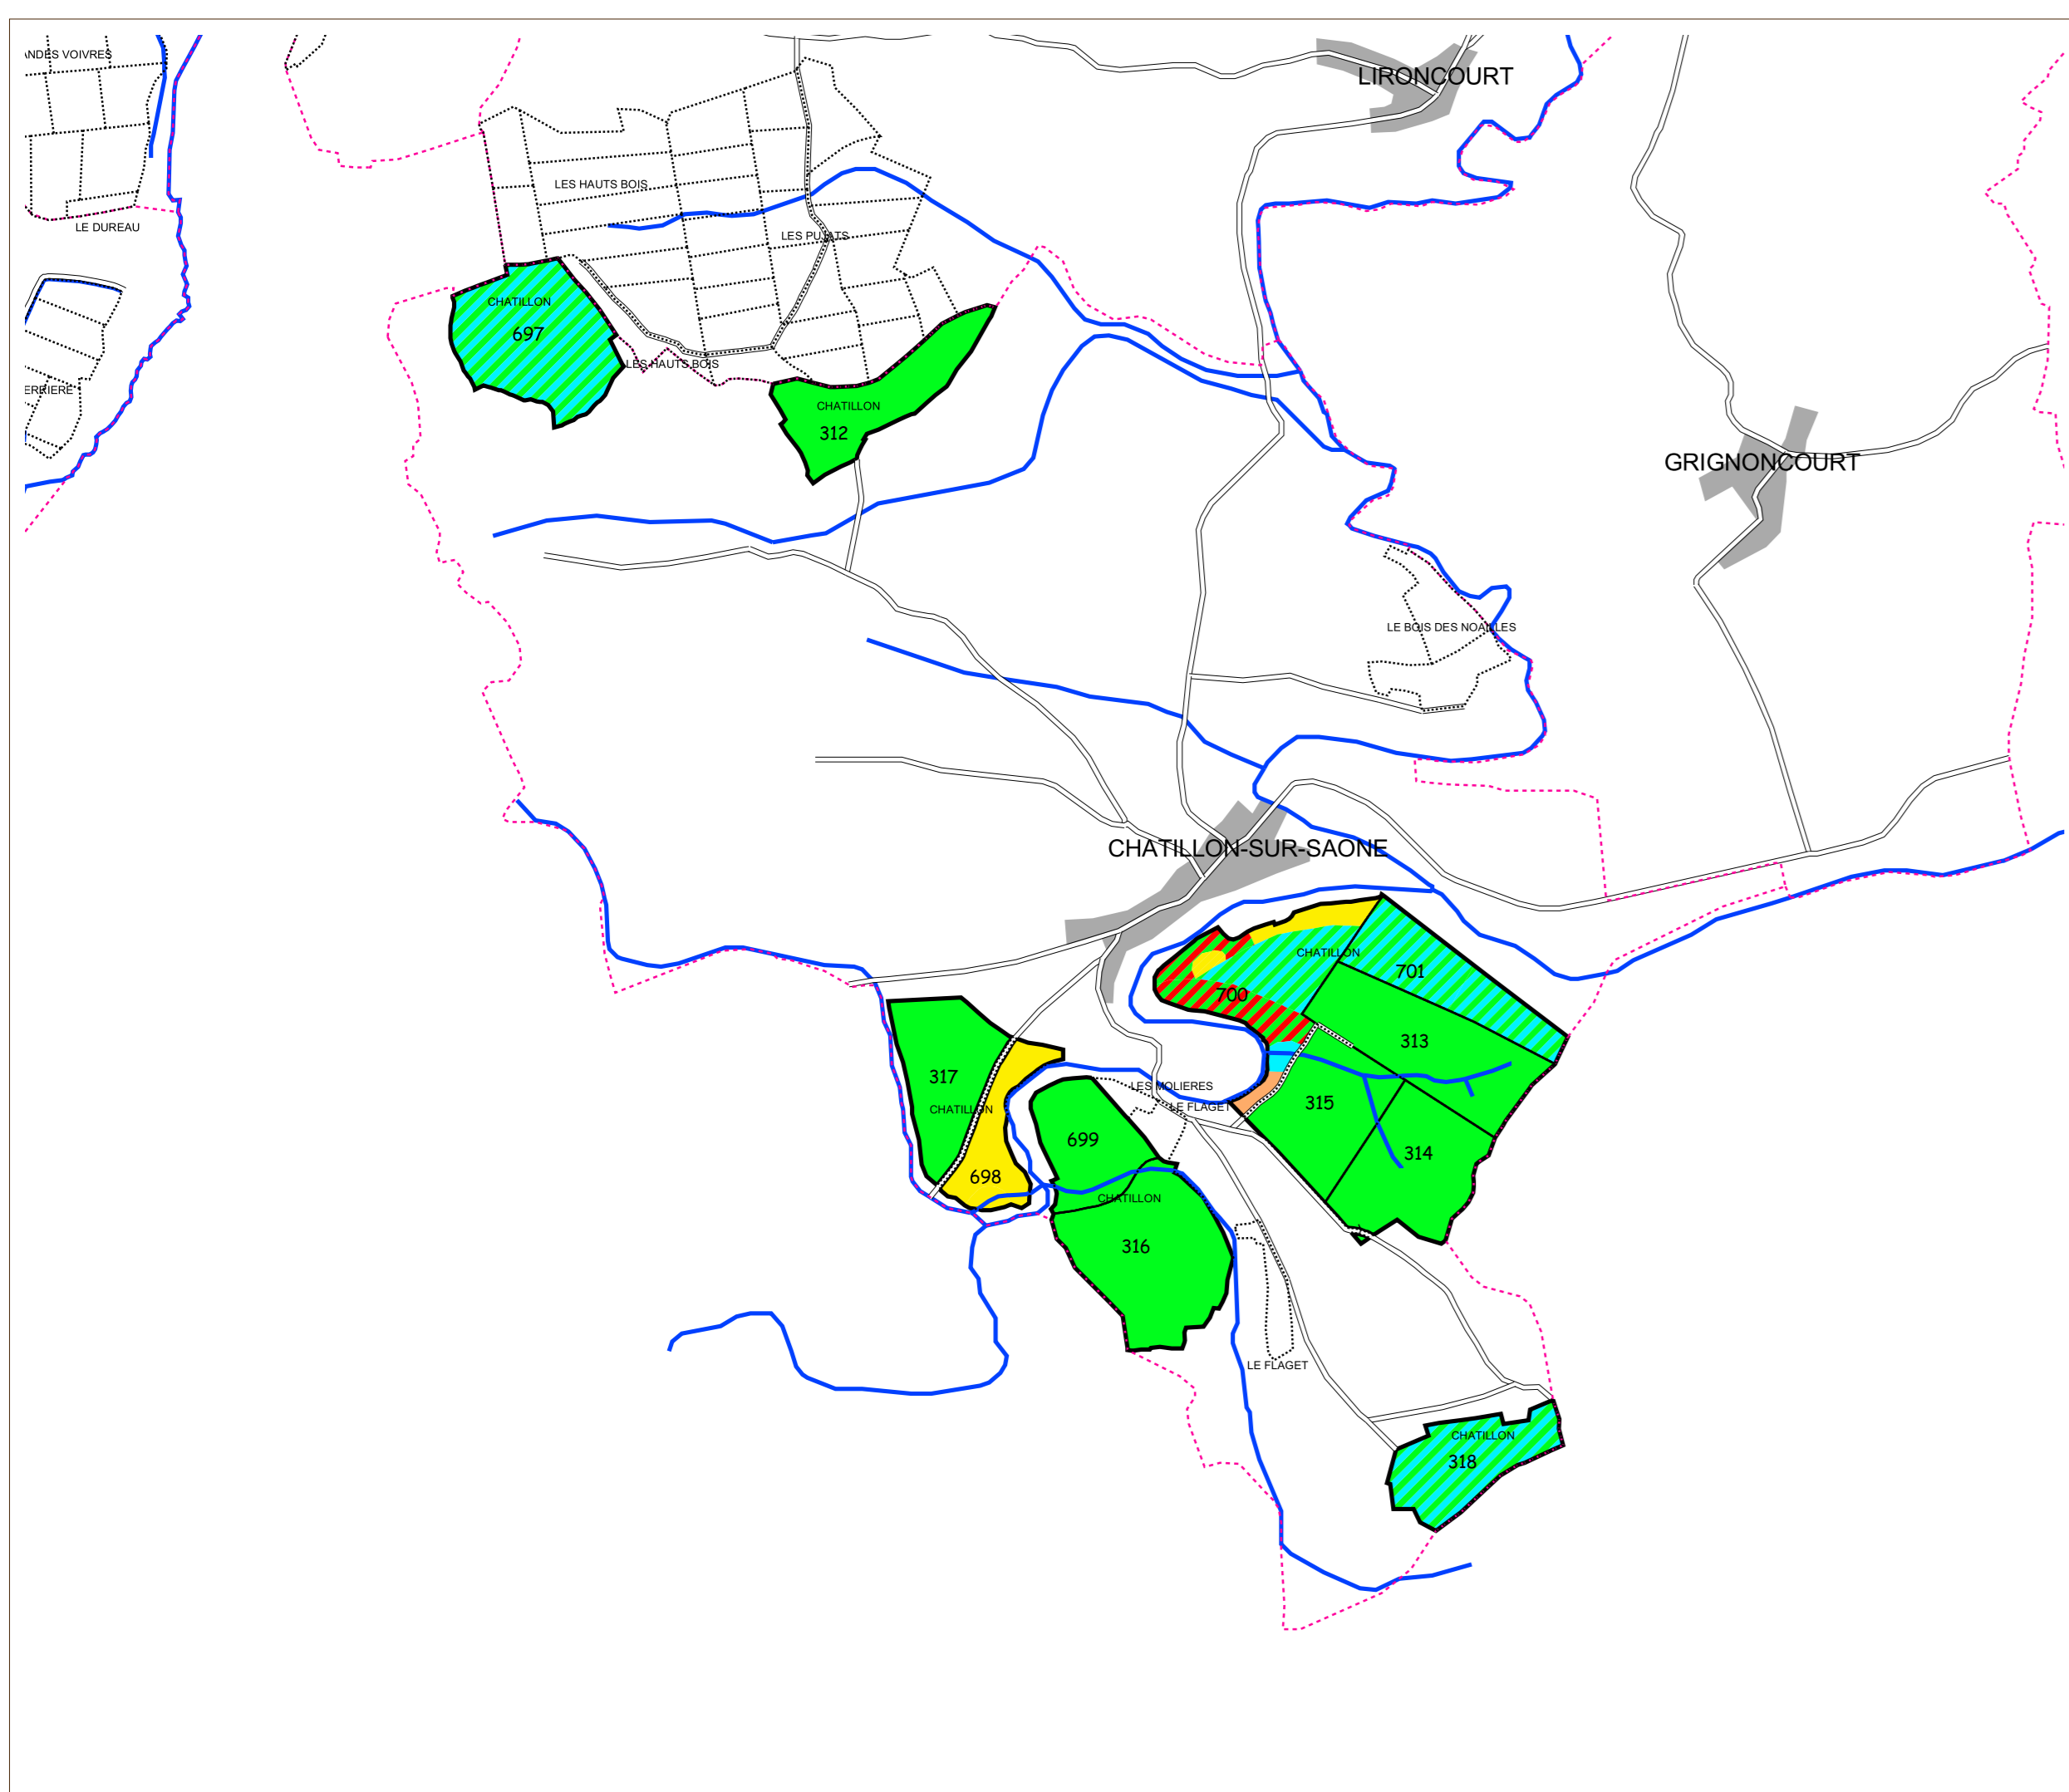 ANDES VOIVRES
LIRONCOURT
LES HAUTS BOIS
LE DUREAU
LES PUJATS
CHATILLON
697
LES HAUTS BOIS
ERRIERE
CHATILLON
312
GRIGNONCOURT
LE BOIS DES NOAILLES
CHATILLON-SUR-SAONE
CHATILLON
701
700
313
317
LES MOLIERES
CHATILLON
LE FLAGET
315
699
314
698
CHATILLON
316
LE FLAGET
CHATILLON
318